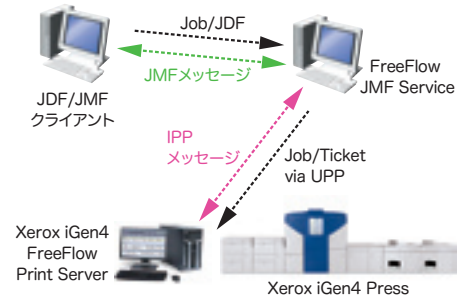 Job/JDF
JMFメッセージ
JDF/JMF
クライアント
FreeFlow
JMF Service
IPP
メッセージ
Job/Ticket
via UPP
Xerox iGen4
FreeFlow
Print Server
Xerox iGen4 Press